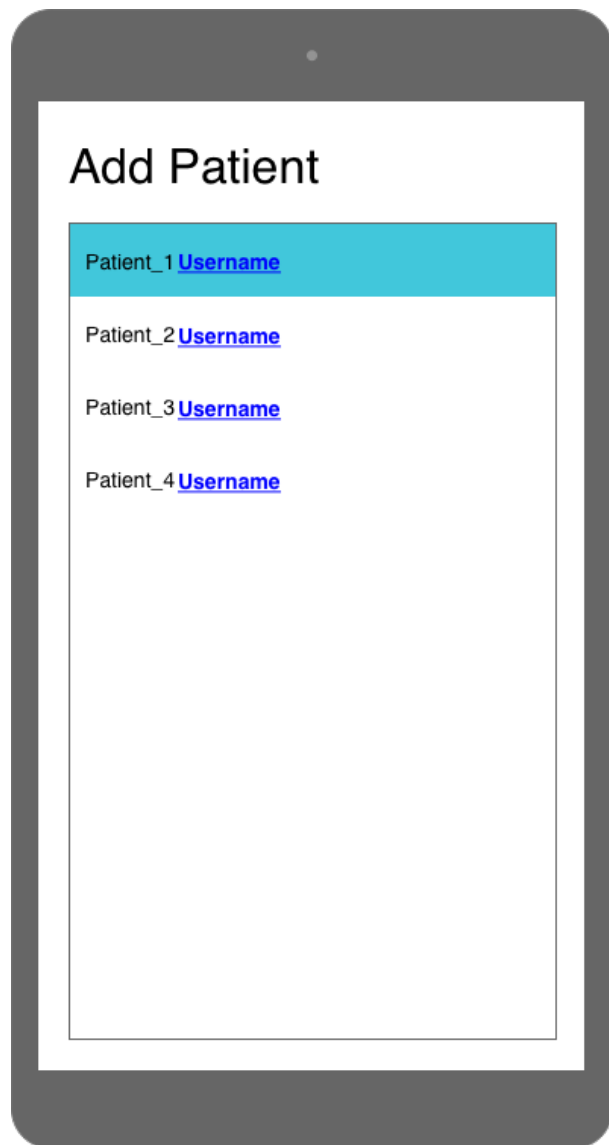 Add Patient
Patient_1 Username
Patient_2 Username
Patient_3 Username
Patient_4 Username